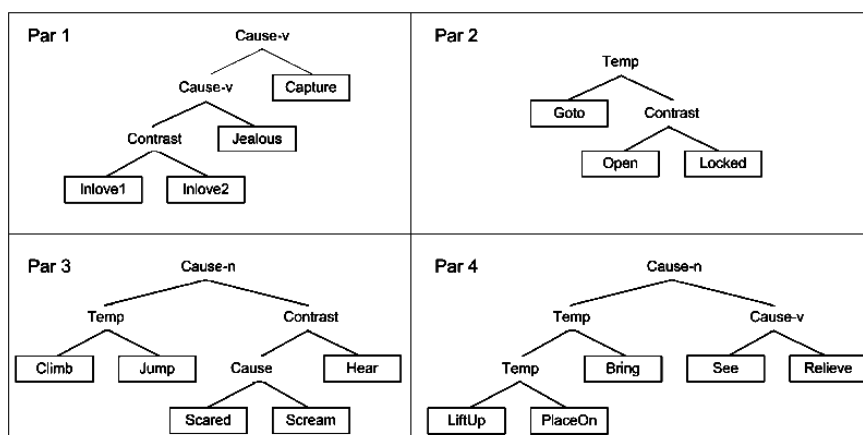 Par 1
Cause-v
Cause-v
Capture
Contrast
Jealous
Inlove1
Inlove2
Par 2
Temp
Goto
Contrast
Open
Locked
Par 3
Cause-n
Temp
Contrast
Climb
Jump
Cause
Hear
Scared
Scream
Par 4
Cause-n
Temp
Cause-v
Temp
Bring
See
Relieve
LiftUp
PlaceOn